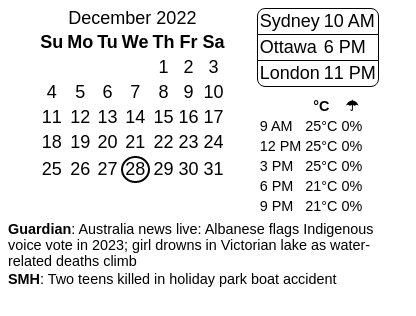 December 2022
Su Mo Tu We Th Fr Sa
1 2 3
4 5 6 7 8 9 10
11 12 13 14 15 16 17
18 19 20 21 22 23 24
25 26 27 28 29 30 31
Sydney 10 AM
Ottawa 6 PM
London 11 PM
°C ☂
9 AM 25°C 0%
12 PM 25°C 0%
3 PM 25°C 0%
6 PM 21°C 0%
9 PM 21°C 0%
Guardian: Australia news live: Albanese flags Indigenous
voice vote in 2023; girl drowns in Victorian lake as water-
related deaths climb
SMH: Two teens killed in holiday park boat accident